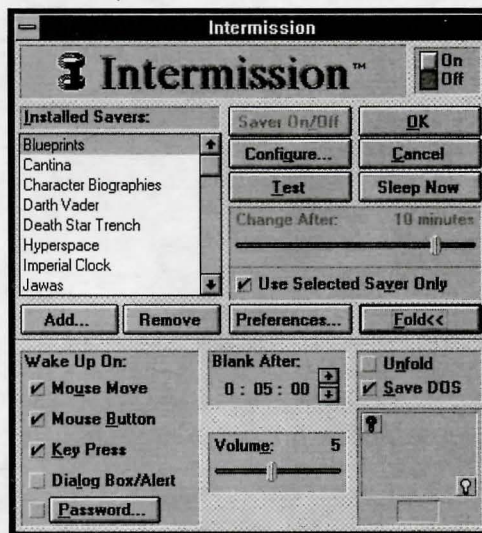 Intermission
Intermission™
On
Off
Installed Savers:
Blueprints
Cantina
Character Biographies
Darth Vader
Death Star Trench
Hyperspace
Imperial Clock
Jawas
Saver On/Off
OK
Configure...
Cancel
Test
Sleep Now
Change After: 10 minutes
Use Selected Saver Only
Add...
Remove
Preferences...
Fold<<
Wake Up On:
Mouse Move
Mouse Button
Key Press
Dialog Box/Alert
Password...
Blank After:
0 : 05 : 00
Volume: 5
Unfold
Save DOS